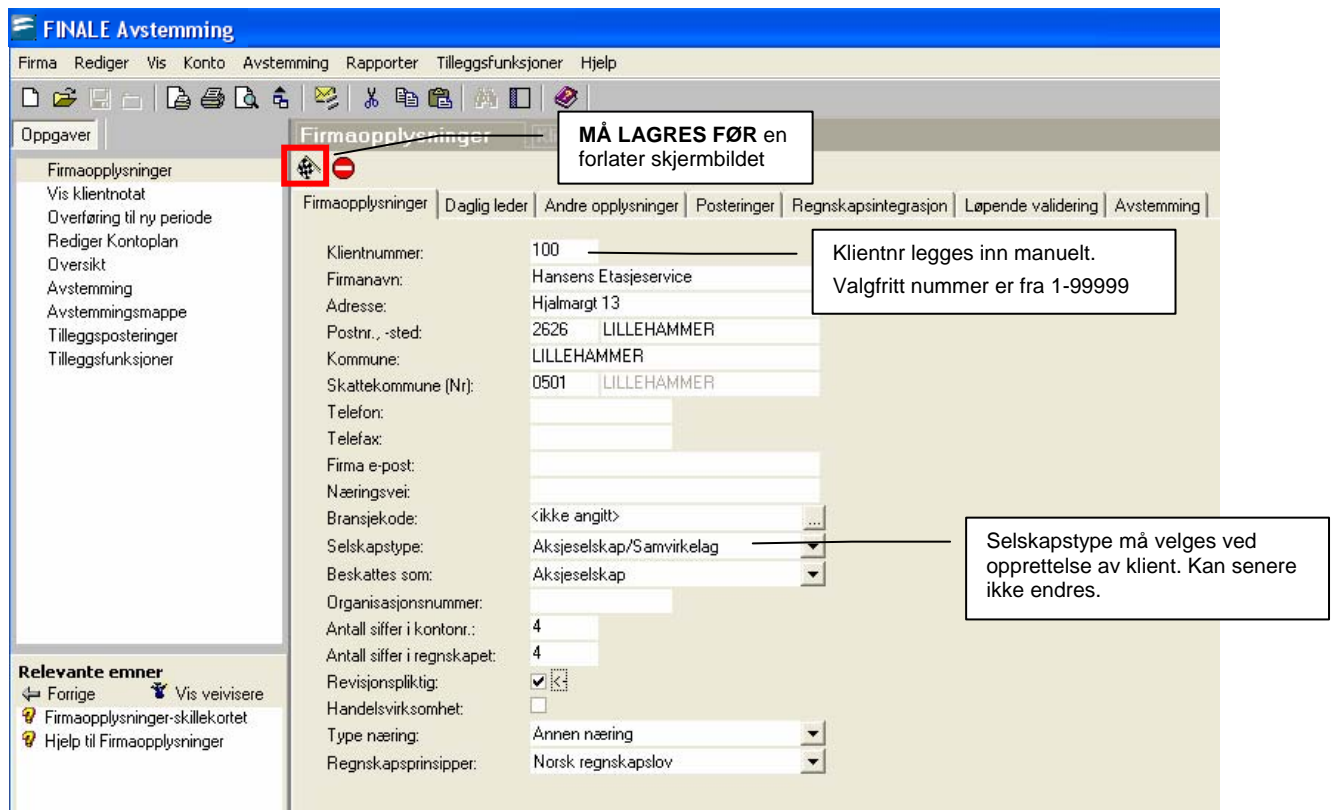 FINALE Avstemming
Firma Rediger Vis Konto Avstemming Rapporter Tilleggsfunksjoner Hjelp
Oppgaver
Firmaopplysninger
Vis klientnotat
Overføring til ny periode
Rediger Kontoplan
Oversikt
Avstemming
Avstemmingsmappe
Tilleggsposteringer
Tilleggsfunksjoner
Relevante emner
Forrige Vis veivisere
Firmaopplysninger-skillekortet
Hjelp til Firmaopplysninger
Firmaopplysninger
MÅ LAGRES FØR en
forlater skjermbildet
Firmaopplysninger Daglig leder Andre opplysninger Posteringer Regnskapsintegrasjon Løpende validering Avstemming
Klientnummer: 100
Firmanavn: Hansens Etasjeservice
Adresse: Hjalmargt 13
Postnr., -sted: 2626 LILLEHAMMER
Kommune: LILLEHAMMER
Skattekommune (Nr): 0501 LILLEHAMMER
Telefon:
Telefax:
Firma e-post:
Næringsvei:
Bransjekode: <ikke angitt> ...
Selskapstype: Aksjeselskap/Samvirkelag
Beskattes som: Aksjeselskap
Organisasjonsnummer:
Antall siffer i kontonr.: 4
Antall siffer i regnskapet: 4
Revisjonspliktig: <-
Handelsvirksomhet:
Type næring: Annen næring
Regnskapsprinsipper: Norsk regnskapslov
Klientnr legges inn manuelt.
Valgfritt nummer er fra 1-99999
Selskapstype må velges ved
opprettelse av klient. Kan senere
ikke endres.